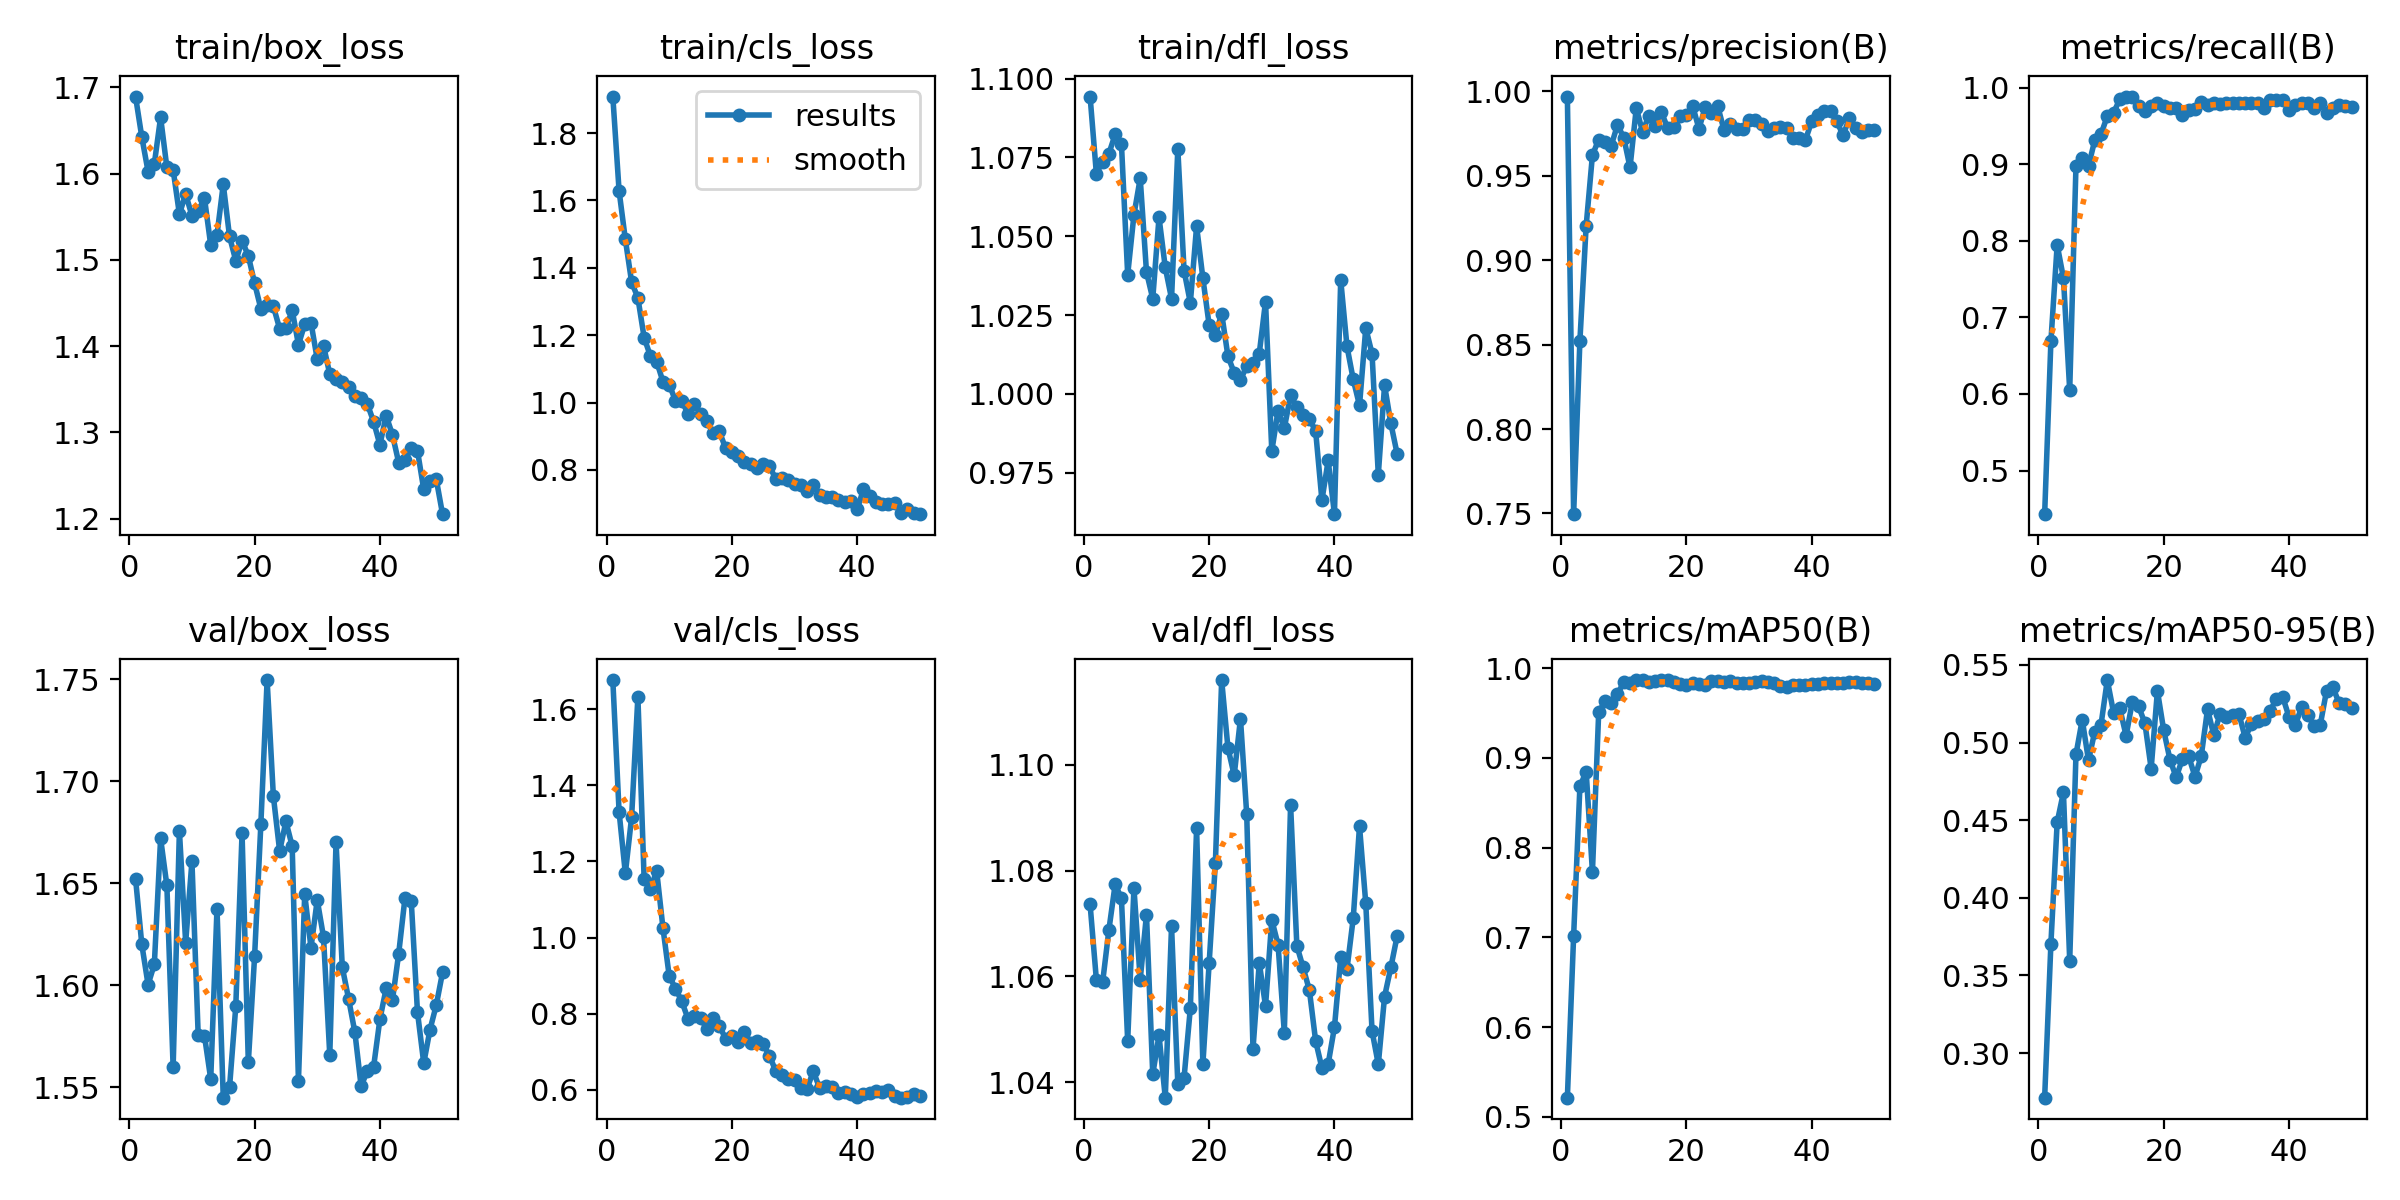 train/box_loss
train/cls_loss
train/dfl_loss
metrics/precision(B)
metrics/recall(B)
1.7
1.6
1.5
1.4
1.3
1.2
0 20 40
results
smooth
1.8
1.6
1.4
1.2
1.0
0.8
0 20 40
1.100
1.075
1.050
1.025
1.000
0.975
0 20 40
1.00
0.95
0.90
0.85
0.80
0.75
0 20 40
1.0
0.9
0.8
0.7
0.6
0.5
0 20 40
val/box_loss
val/cls_loss
val/dfl_loss
metrics/mAP50(B)
metrics/mAP50-95(B)
1.75
1.70
1.65
1.60
1.55
0 20 40
1.6
1.4
1.2
1.0
0.8
0.6
0 20 40
1.10
1.08
1.06
1.04
0 20 40
1.0
0.9
0.8
0.7
0.6
0.5
0 20 40
0.55
0.50
0.45
0.40
0.35
0.30
0 20 40